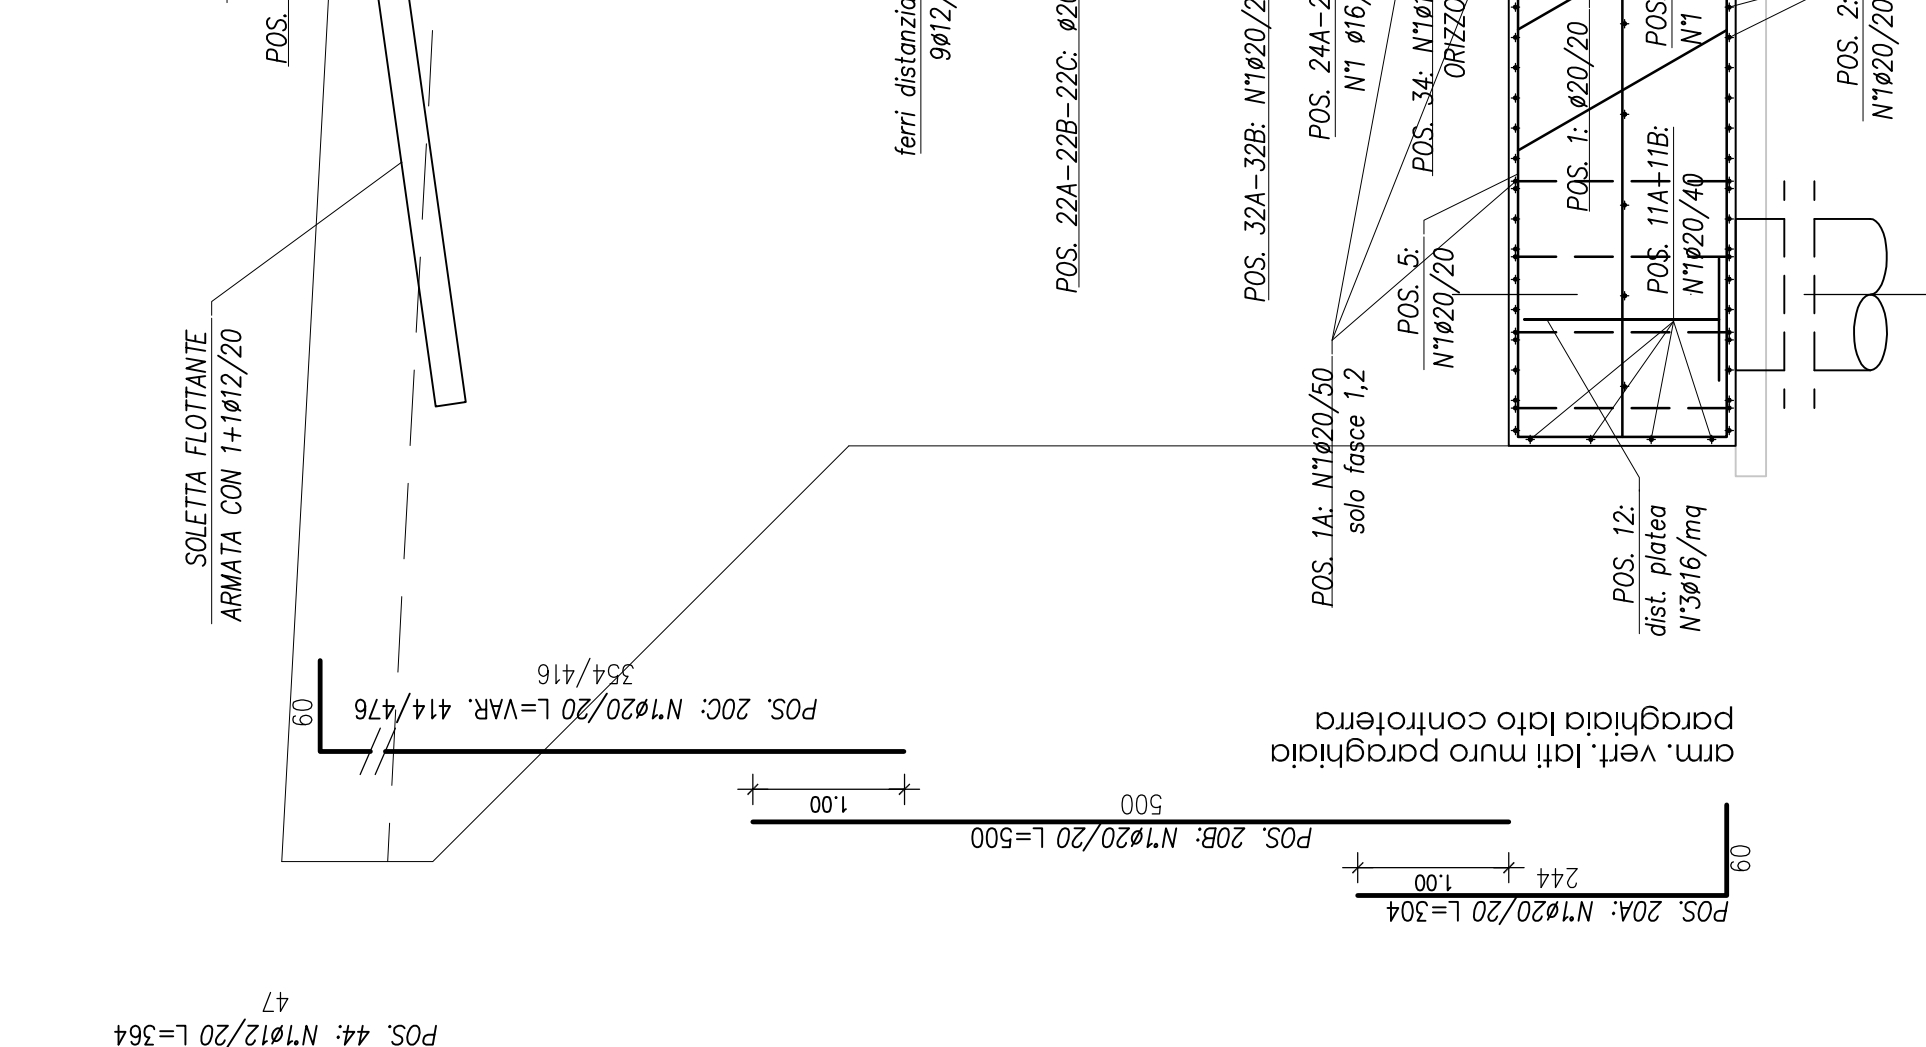 POS.
SOLETTA FLOTTANTE
ARMATA CON 1+1ø12/20
ferri distanzia
9ø12/
POS. 22A-22B-22C: ø20
POS. 32A-32B: N°1ø20/2
POS. 24A-2
N°1 ø16/
POS. 34: N°1ø1
ORIZZO
POS. 5:
N°1ø20/20
POS. 1: ø20/20
POS
N°1
POS. 11A-11B:
N°1ø20/40
POS. 2:
N°1ø20/20
POS. 1A: N°1ø20/50
solo fasce 1,2
POS. 12:
dist. platea
N°3ø16/mq
arm. vert. lati muro paraghiaia
paraghiaia lato controterra
354/416
POS. 20C: N°1ø20/20 L=VAR. 414/476
60
1.00
500
POS. 20B: N°1ø20/20 L=500
60
1.00
244
POS. 20A: N°1ø20/20 L=304
47
POS. 44: N°1ø12/20 L=364